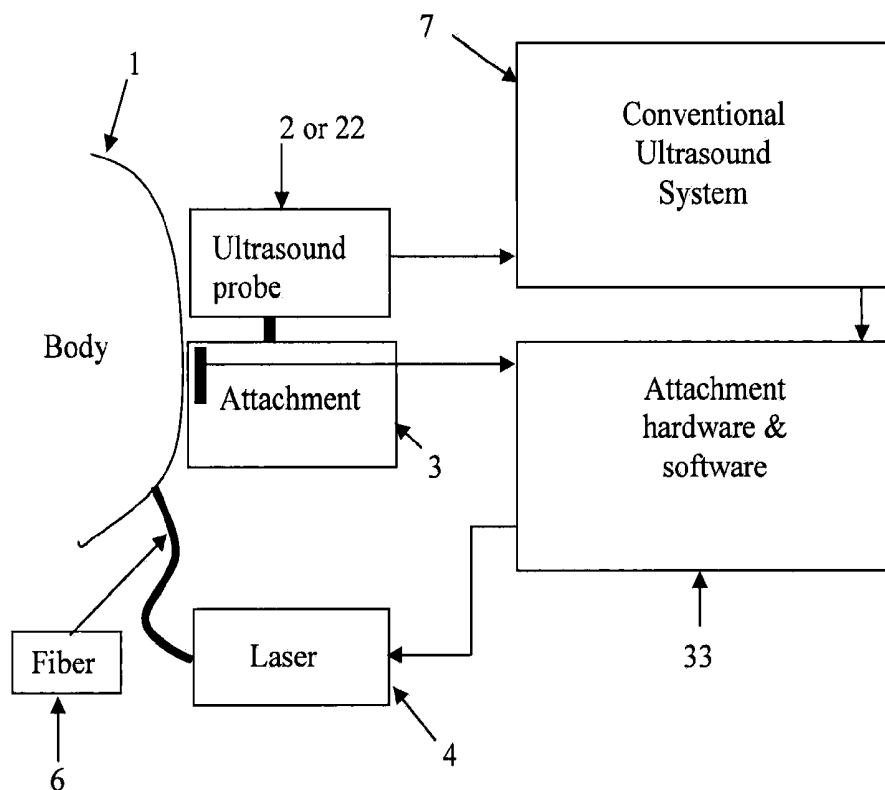 7
1
Conventional
Ultrasound
System
2 or 22
Ultrasound
probe
Body
Attachment
Attachment
hardware &
software
3
Fiber
Laser
33
6
4